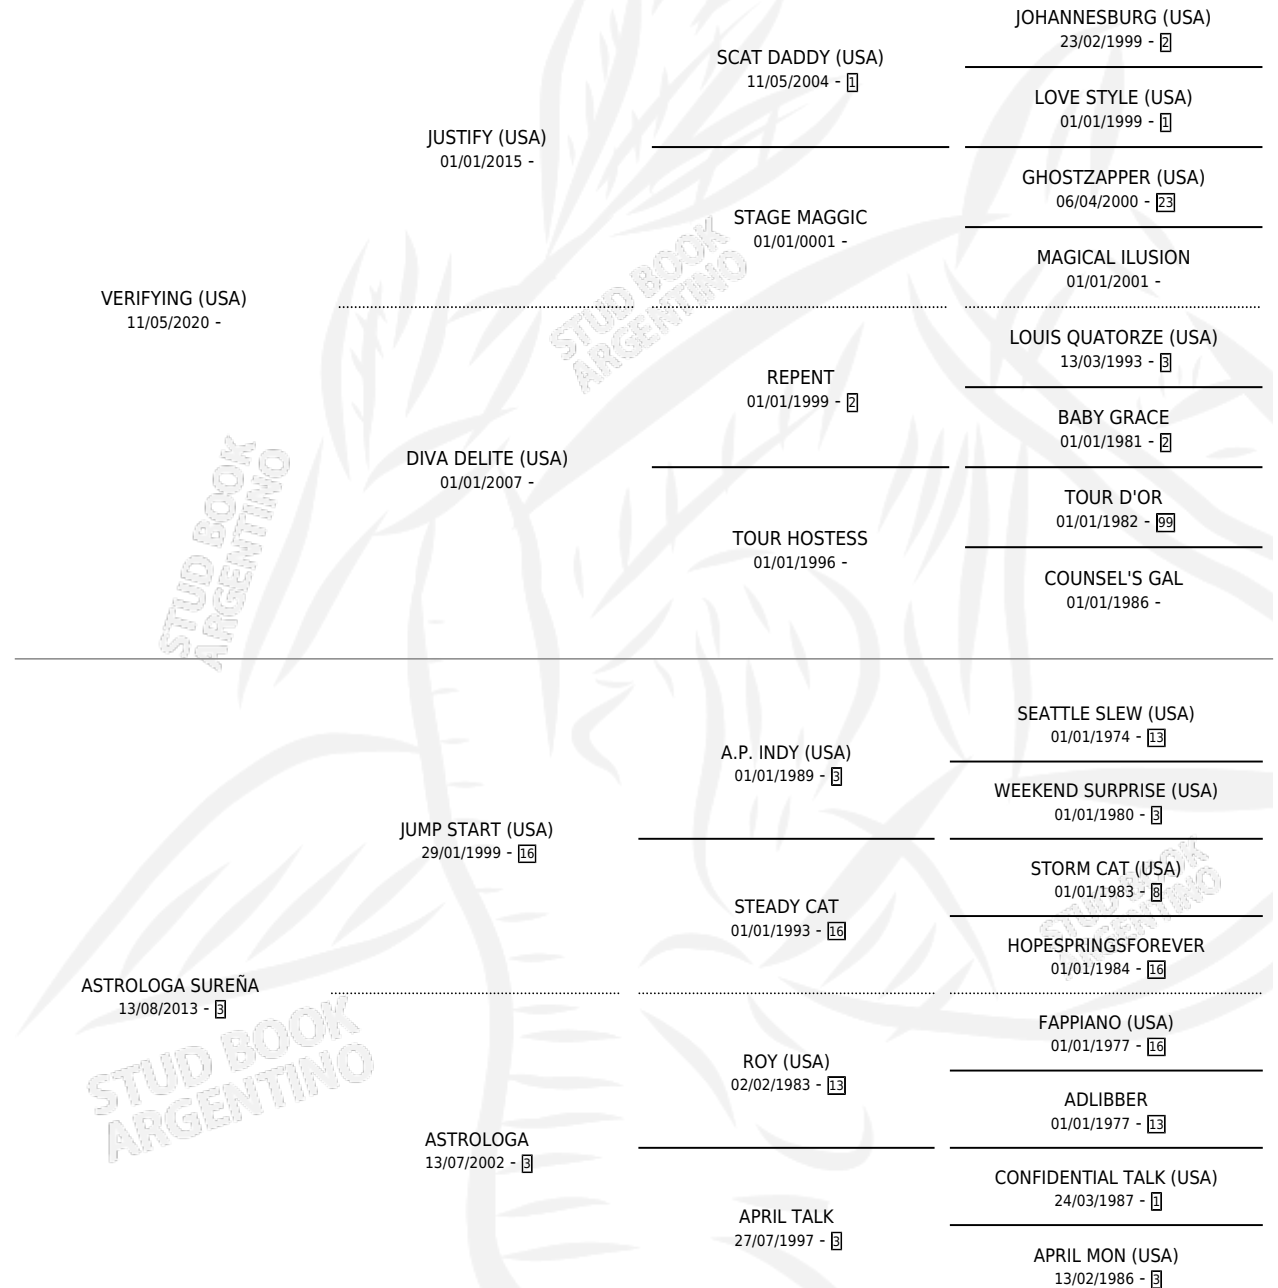 JOHANNESBURG (USA)
23/02/1999 - 2
SCAT DADDY (USA)
11/05/2004 - 1
LOVE STYLE (USA)
01/01/1999 - 1
JUSTIFY (USA)
01/01/2015 -
GHOSTZAPPER (USA)
06/04/2000 - 23
STAGE MAGGIC
01/01/0001 -
MAGICAL ILUSION
01/01/2001 -
VERIFYING (USA)
11/05/2020 -
LOUIS QUATORZE (USA)
13/03/1993 - 3
REPENT
01/01/1999 - 2
BABY GRACE
01/01/1981 - 2
DIVA DELITE (USA)
01/01/2007 -
TOUR D'OR
01/01/1982 - 99
TOUR HOSTESS
01/01/1996 -
COUNSEL'S GAL
01/01/1986 -
STUD BOOK
ARGENTINO
STUD BOOK
ARGENTINO
SEATTLE SLEW (USA)
01/01/1974 - 13
A.P. INDY (USA)
01/01/1989 - 3
WEEKEND SURPRISE (USA)
01/01/1980 - 3
JUMP START (USA)
29/01/1999 - 16
STORM CAT (USA)
01/01/1983 - 8
STEADY CAT
01/01/1993 - 16
HOPESPRINGSFOREVER
01/01/1984 - 16
ASTROLOGA SUREÑA
13/08/2013 - 3
FAPPIANO (USA)
01/01/1977 - 16
ROY (USA)
02/02/1983 - 13
ADLIBBER
01/01/1977 - 13
ASTROLOGA
13/07/2002 - 3
CONFIDENTIAL TALK (USA)
24/03/1987 - 1
APRIL TALK
27/07/1997 - 3
APRIL MON (USA)
13/02/1986 - 3
STUD BOOK
ARGENTINO
STUD BOOK
ARGENTINO